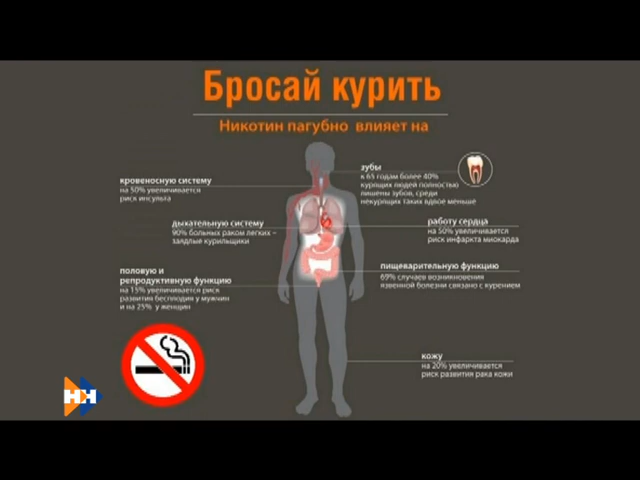 Бросай курить
Никотин пагубно влияет на
кровеносную систему
на 50% увеличивается
риск инсульта
зубы
к 65 годам более 40%
курющих людей полностью
лишены зубов, среди
некурящих таких вдвое меньше
дыхательную систему
90% больных раком легких –
заядлые курильщики
работу сердца
на 50% увеличивается
риск инфаркта миокарда
половую и
репродуктивную функцию
на 15% увеличивается риск
развития бесплодия у мужчин
и на 25% у женщин
пищеварительную функцию
69% случаев возникновения
язвенной болезни связано с курением
кожу
на 20% увеличивается
риск развития рака кожи
НН